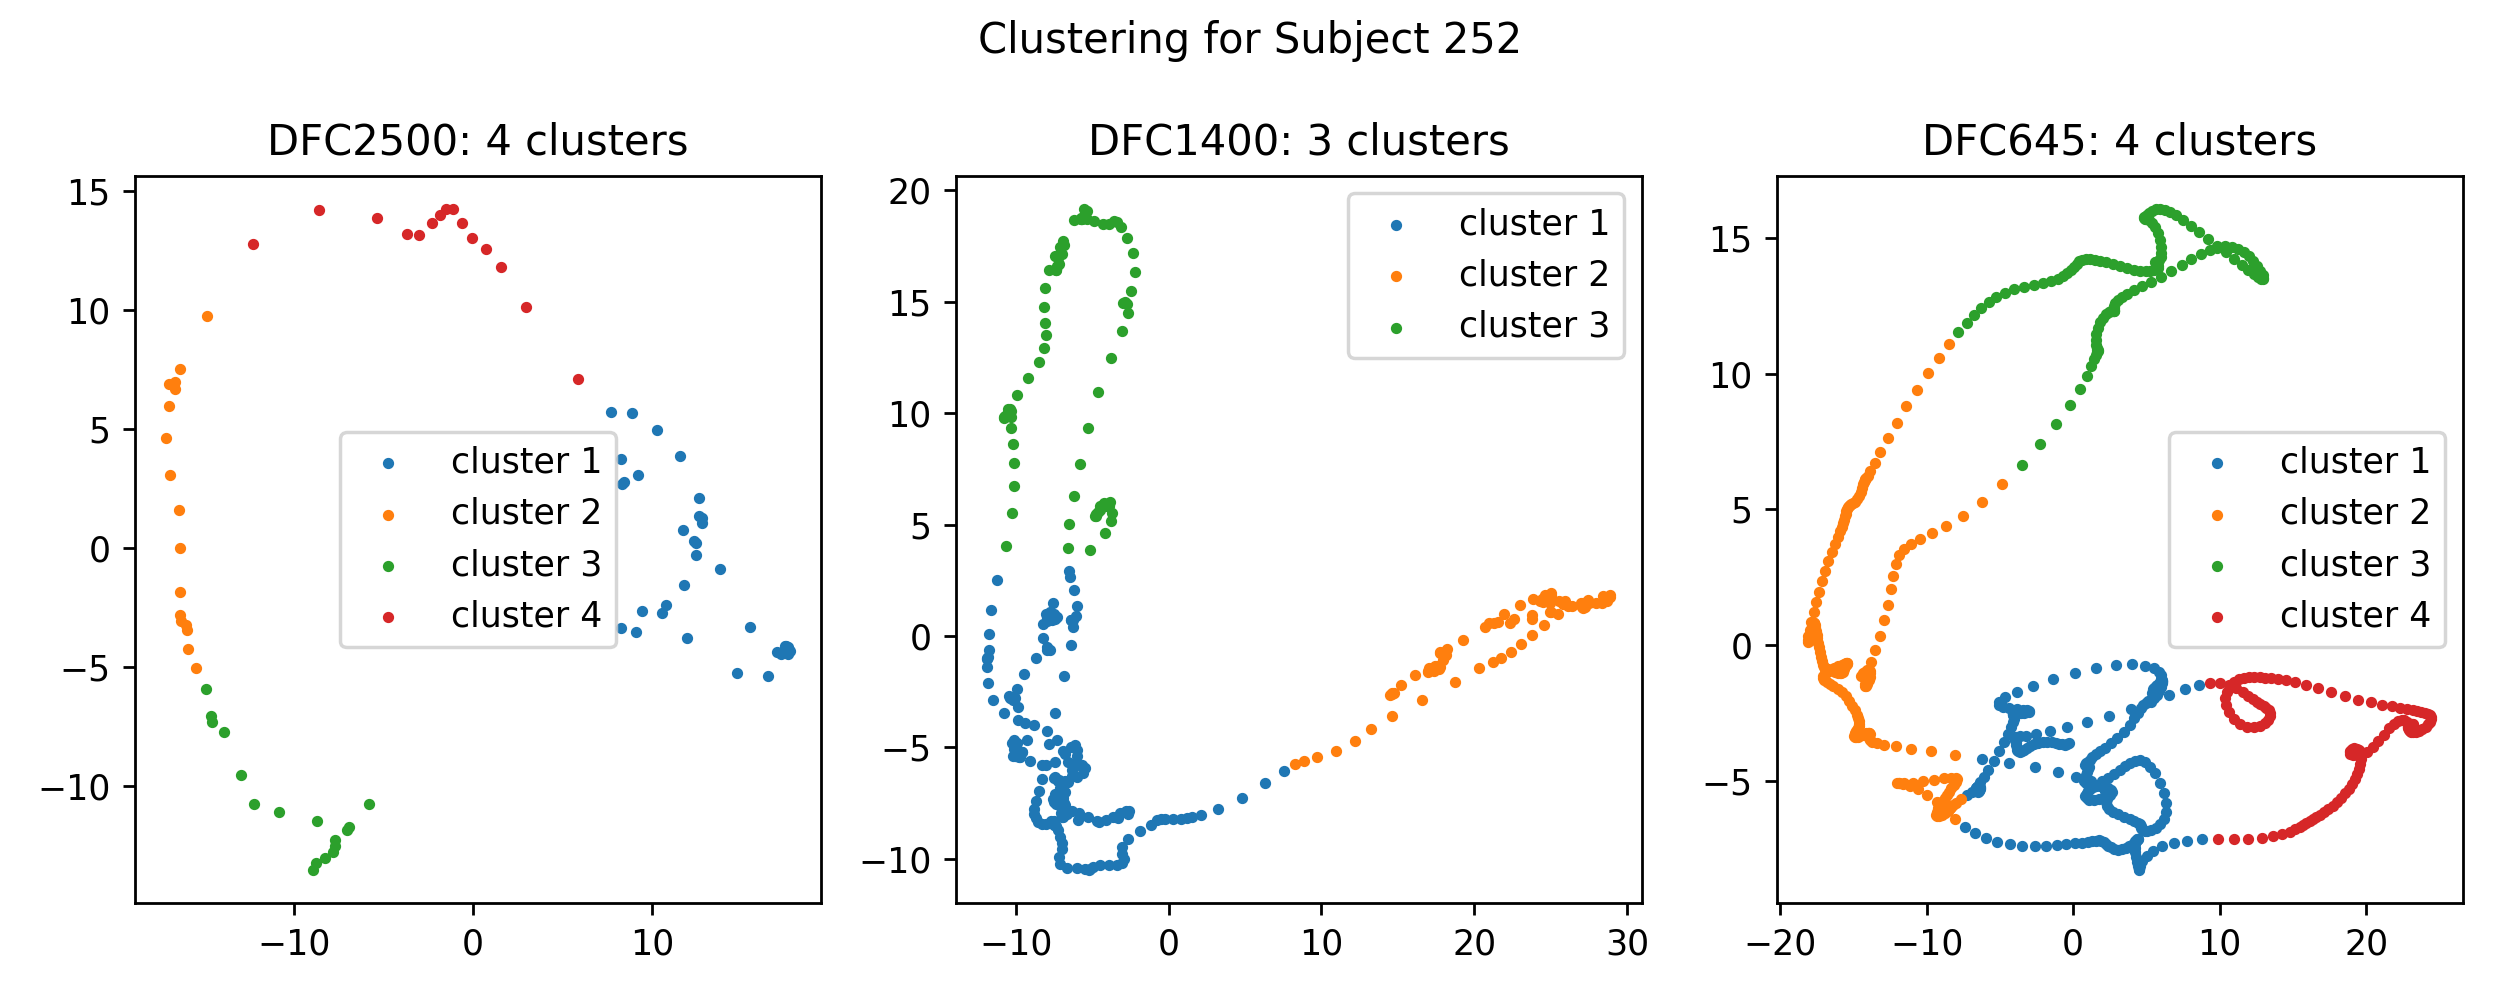 Clustering for Subject 252
DFC2500: 4 clusters
15
10
5
0
−5
−10
−10
0
10
cluster 1
cluster 2
cluster 3
cluster 4
DFC1400: 3 clusters
20
15
10
5
0
−5
−10
−10
0
10
20
30
cluster 1
cluster 2
cluster 3
DFC645: 4 clusters
15
10
5
0
−5
−20
−10
0
10
20
cluster 1
cluster 2
cluster 3
cluster 4